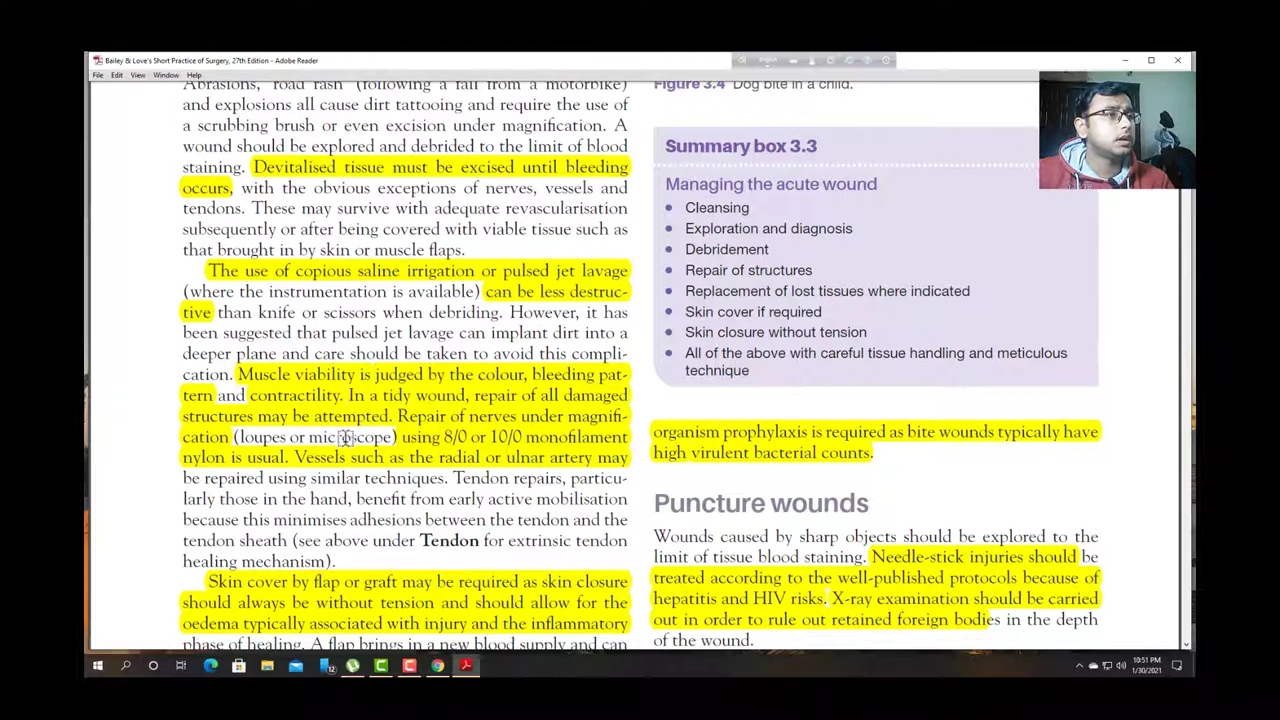 Bailey & Love's Short Practice of Surgery, 27th Edition - Adobe Reader
File Edit View Window Help
English
Abrasions, 'road rash' (following a fall from a motorbike)
and explosions all cause dirt tattooing and require the use of
a scrubbing brush or even excision under magnification. A
wound should be explored and debrided to the limit of blood
staining. Devitalised tissue must be excised until bleeding
occurs, with the obvious exceptions of nerves, vessels and
tendons. These may survive with adequate revascularisation
subsequently or after being covered with viable tissue such as
that brought in by skin or muscle flaps.
The use of copious saline irrigation or pulsed jet lavage
(where the instrumentation is available) can be less destruc-
tive than knife or scissors when debriding. However, it has
been suggested that pulsed jet lavage can implant dirt into a
deeper plane and care should be taken to avoid this compli-
cation. Muscle viability is judged by the colour, bleeding pat-
tern and contractility. In a tidy wound, repair of all damaged
structures may be attempted. Repair of nerves under magnifi-
cation (loupes or microscope) using 8/0 or 10/0 monofilament
nylon is usual. Vessels such as the radial or ulnar artery may
be repaired using similar techniques. Tendon repairs, particu-
larly those in the hand, benefit from early active mobilisation
because this minimises adhesions between the tendon and the
tendon sheath (see above under Tendon for extrinsic tendon
healing mechanism).
Skin cover by flap or graft may be required as skin closure
should always be without tension and should allow for the
oedema typically associated with injury and the inflammatory
phase of healing. A flap brings in a new blood supply and can
Figure 3.4 Dog bite in a child.
Summary box 3.3
Managing the acute wound
● Cleansing
● Exploration and diagnosis
● Debridement
● Repair of structures
● Replacement of lost tissues where indicated
● Skin cover if required
● Skin closure without tension
● All of the above with careful tissue handling and meticulous
technique
organism prophylaxis is required as bite wounds typically have
high virulent bacterial counts.
Puncture wounds
Wounds caused by sharp objects should be explored to the
limit of tissue blood staining. Needle-stick injuries should be
treated according to the well-published protocols because of
hepatitis and HIV risks. X-ray examination should be carried
out in order to rule out retained foreign bodies in the depth
of the wound.
10:51 PM
1/30/2021